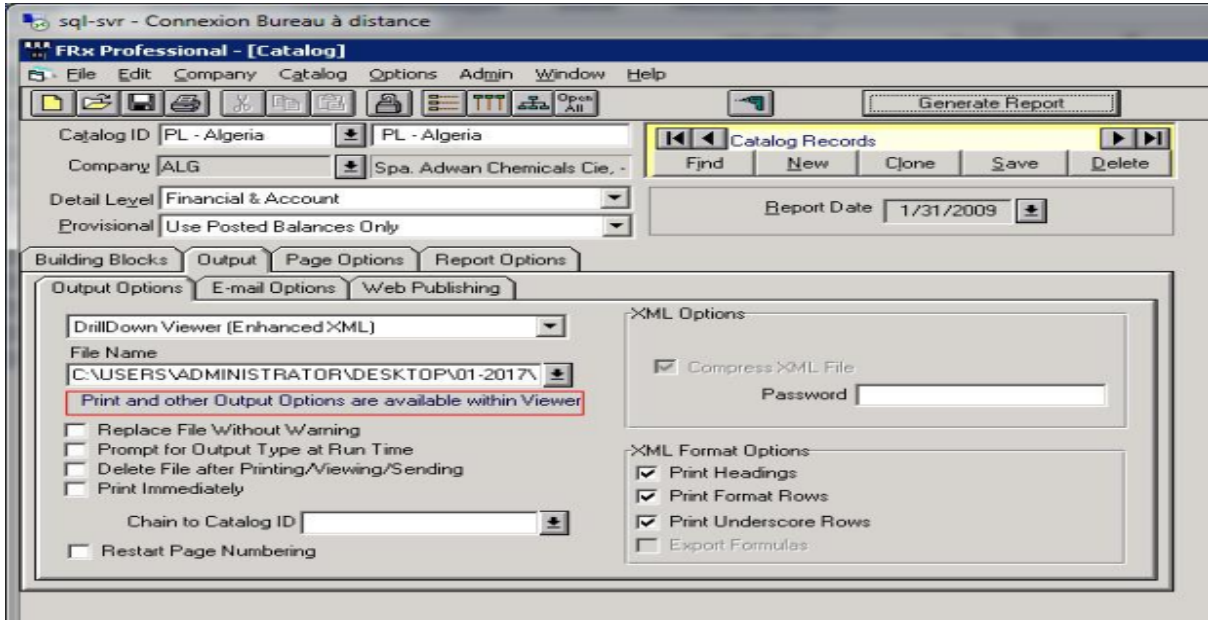 sql-svr - Connexion Bureau à distance
FRx Professional - [Catalog]
File Edit Company Catalog Options Admin Window Help
Open All
Generate Report
Catalog ID PL - Algeria PL - Algeria
Catalog Records
Company ALG Spa. Adwan Chemicals Cie, -
Find New Clone Save Delete
Detail Level Financial & Account
Report Date 1/31/2009
Provisional Use Posted Balances Only
Building Blocks Output Page Options Report Options
Output Options E-mail Options Web Publishing
DrillDown Viewer (Enhanced XML)
File Name
C:\USERS\ADMINISTRATOR\DESKTOP\01-2017\
Print and other Output Options are available within Viewer
Replace File Without Warning
Prompt for Output Type at Run Time
Delete File after Printing/Viewing/Sending
Print Immediately
Chain to Catalog ID
Restart Page Numbering
XML Options
Compress XML File
Password
XML Format Options
Print Headings
Print Format Rows
Print Underscore Rows
Export Formulas